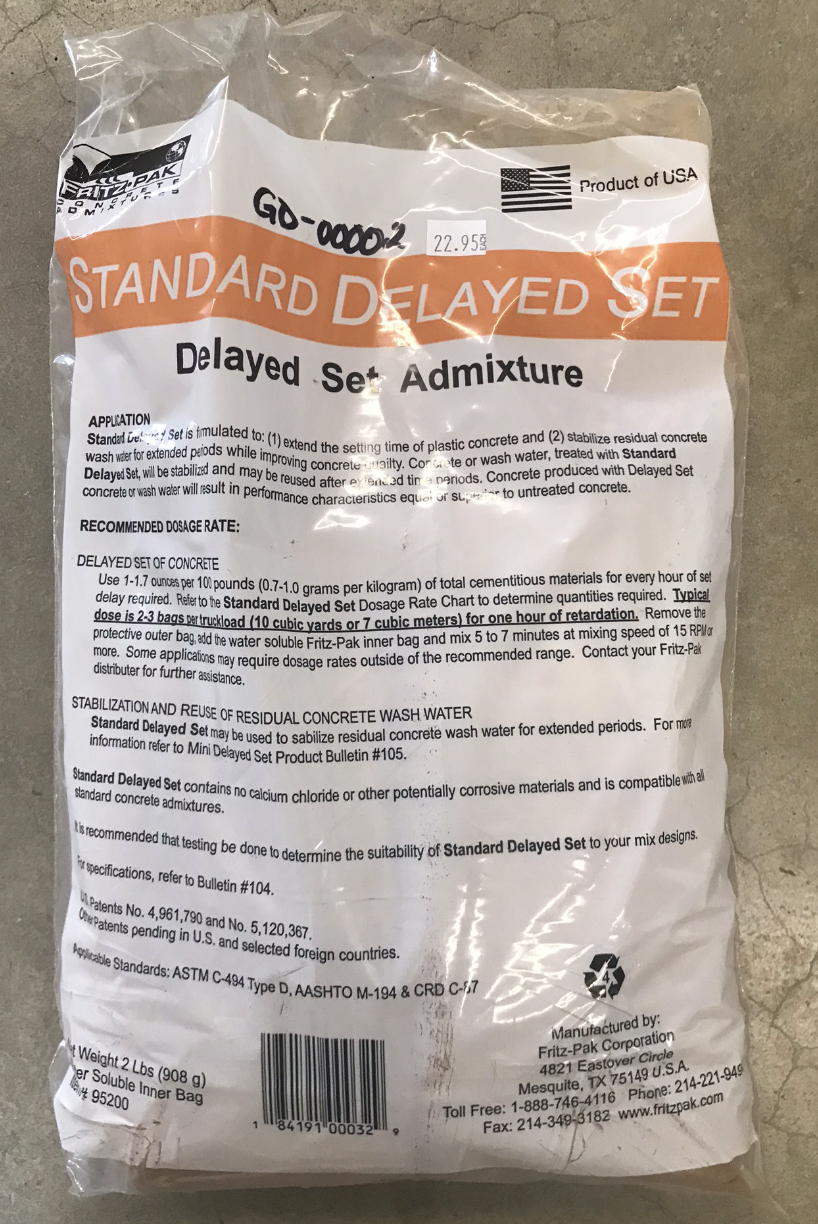 FRITZ-PAK
CONCRETE
ADMIXTURES
Product of USA
GD-00002
22.95
STANDARD DELAYED SET
Delayed Set Admixture
APPLICATION
Standard Delayed Set is frmulated to: (1) extend the setting time of plastic concrete and (2) stabilize residual concrete
wash water for extended periods while improving concrete quailty. Concrete or wash water, treated with Standard
Delayed Set, will be stabilized and may be reused after extended time periods. Concrete produced with Delayed Set
concrete or wash water will result in performance characteristics equal or superior to untreated concrete.
RECOMMENDED DOSAGE RATE:
DELAYED SET OF CONCRETE
Use 1-1.7 ounces per 100 pounds (0.7-1.0 grams per kilogram) of total cementitious materials for every hour of set
delay required. Refer to the Standard Delayed Set Dosage Rate Chart to determine quantities required. Typical
dose is 2-3 bags per truckload (10 cubic yards or 7 cubic meters) for one hour of retardation. Remove the
protective outer bag, add the water soluble Fritz-Pak inner bag and mix 5 to 7 minutes at mixing speed of 15 RPM or
more. Some applications may require dosage rates outside of the recommended range. Contact your Fritz-Pak
distributer for further assistance.
STABILIZATION AND REUSE OF RESIDUAL CONCRETE WASH WATER
Standard Delayed Set may be used to sabilize residual concrete wash water for extended periods. For more
information refer to Mini Delayed Set Product Bulletin #105.
Standard Delayed Set contains no calcium chloride or other potentially corrosive materials and is compatible with all
standard concrete admixtures.
It is recommended that testing be done to determine the suitability of Standard Delayed Set to your mix designs.
For specifications, refer to Bulletin #104.
U.S. Patents No. 4,961,790 and No. 5,120,367.
Other Patents pending in U.S. and selected foreign countries.
Applicable Standards: ASTM C-494 Type D, AASHTO M-194 & CRD C-87
Weight 2 Lbs (908 g)
Soluble Inner Bag
# 95200
1 84191 00032 9
Manufactured by:
Fritz-Pak Corporation
4821 Eastover Circle
Mesquite, TX 75149 U.S.A.
Toll Free: 1-888-746-4116 Phone: 214-221-949
Fax: 214-349-3182 www.fritzpak.com